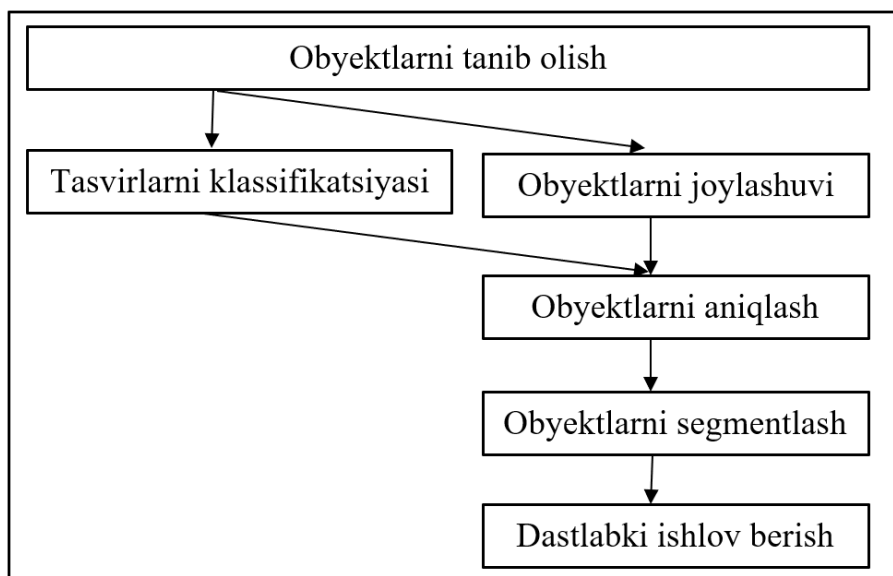 Obyektlarni tanib olish
Tasvirlarni klassifikatsiyasi
Obyektlarni joylashuvi
Obyektlarni aniqlash
Obyektlarni segmentlash
Dastlabki ishlov berish